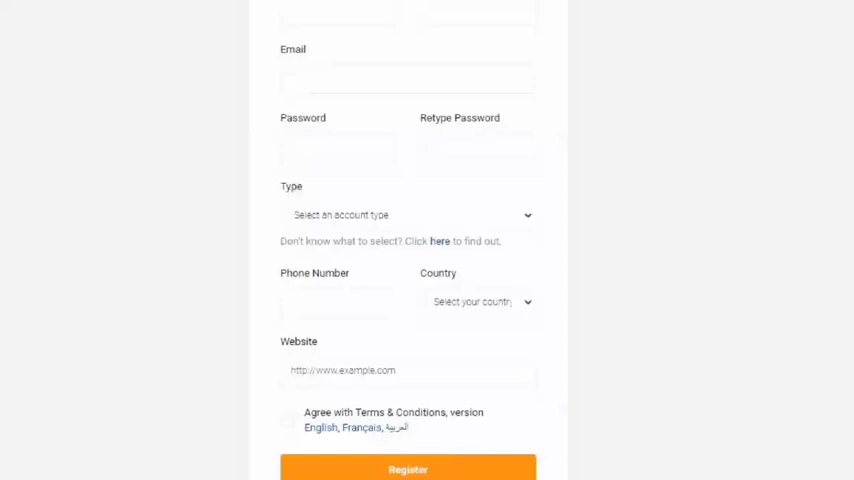 Email
Password Retype Password
Type
Select an account type
Don't know what to select? Click here to find out.
Phone Number Country
Select your country
Website
http://www.example.com
Agree with Terms & Conditions, version
English, Français, العربية
Register